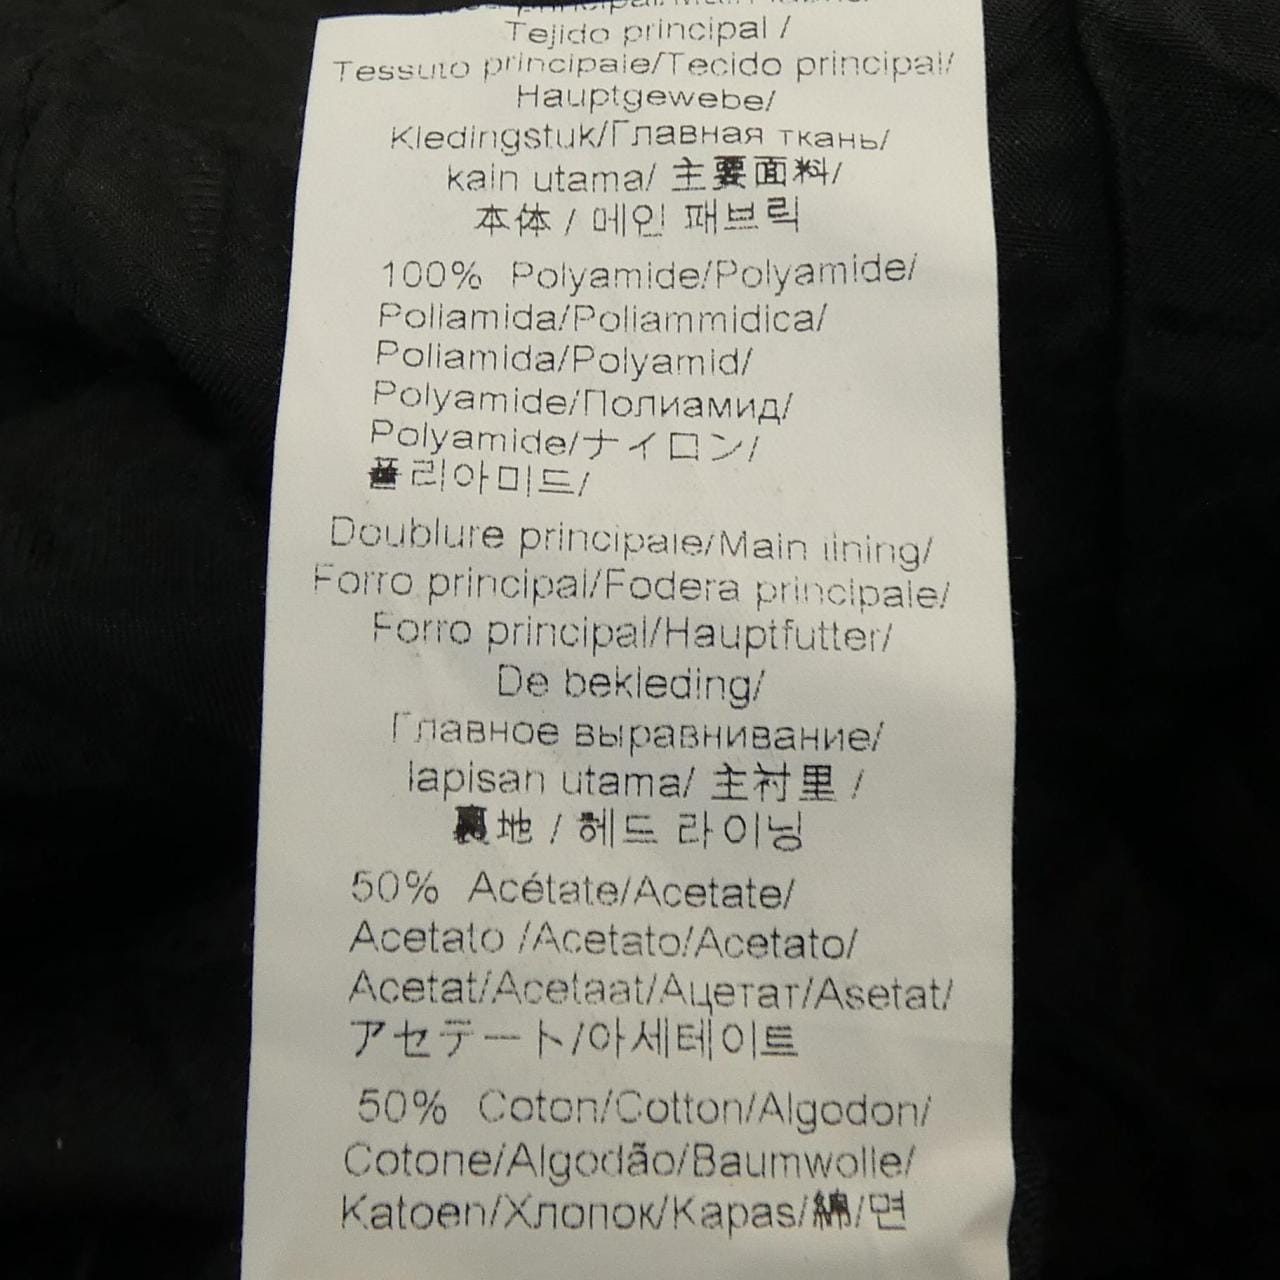 Tejido principal /
Tessuto principale/Tecido principal/
Hauptgewebe/
Kledingstuk/Главная ткань/
kain utama/ 主要面料/
本体 / 메인 패브릭
100% Polyamide/Polyamide/
Poliamida/Poliammidica/
Poliamida/Polyamid/
Polyamide/Полиамид/
Polyamide/ナイロン/
폴리아미드/
Doublure principale/Main lining/
Forro principal/Fodera principale/
Forro principal/Hauptfutter/
De bekleding/
Главное выравнивание/
lapisan utama/ 主衬里 /
裏地 / 헤드 라이닝
50% Acétate/Acetate/
Acetato /Acetato/Acetato/
Acetat/Acetaat/Ацетат/Asetat/
アセテート/아세테이트
50% Coton/Cotton/Algodon/
Cotone/Algodão/Baumwolle/
Katoen/Хлопок/Kapas/綿/면